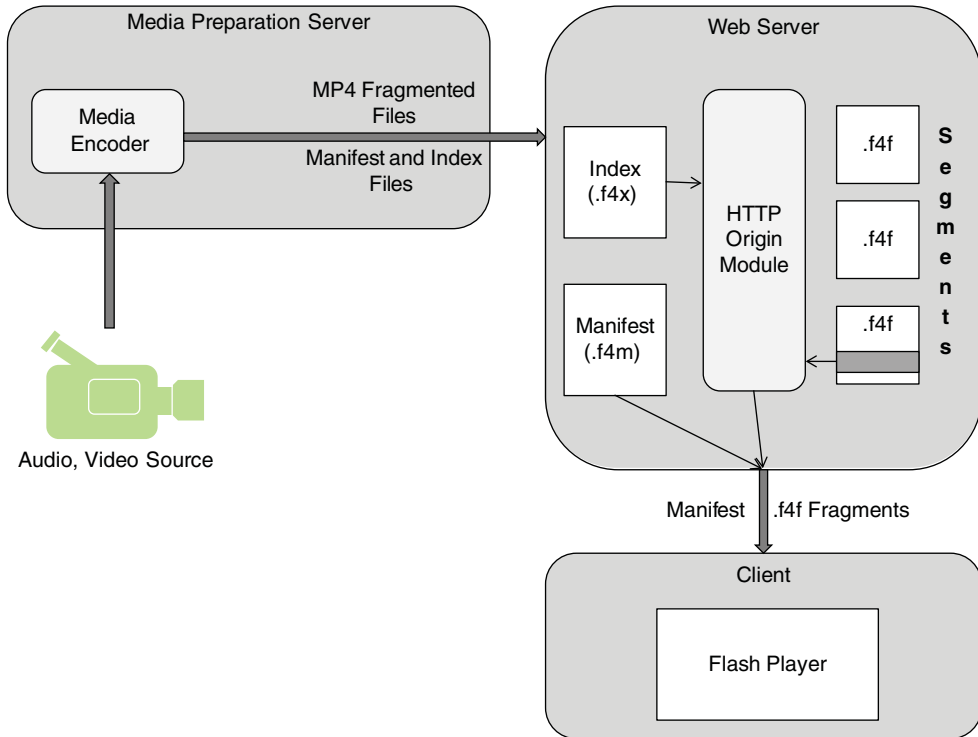 Media Preparation Server
Media
Encoder
MP4 Fragmented
Files
Manifest and Index
Files
Audio, Video Source
Web Server
Index
(.f4x)
Manifest
(.f4m)
HTTP
Origin
Module
.f4f
.f4f
.f4f
Segments
Manifest
.f4f Fragments
Client
Flash Player